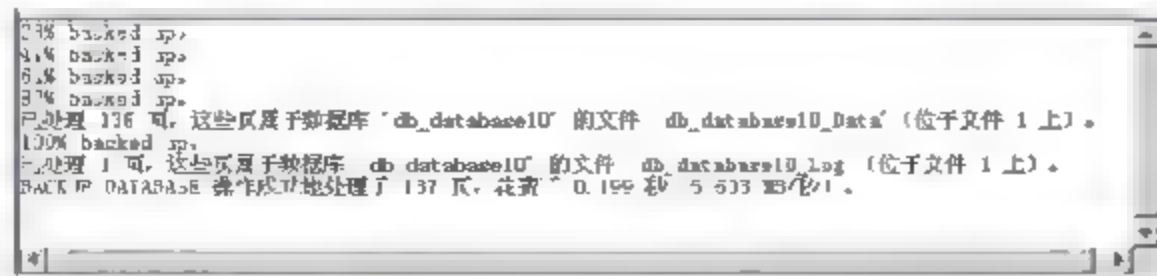 backed up.
backed up.
backed up.
backed up.
已处理 136 页，这些页属于数据库 'db_database10' 的文件 'db_database10_Data'（位于文件 1 上）。
100% backed up.
已处理 1 页，这些页属于数据库 'db_database10' 的文件 'db_database10_Log'（位于文件 1 上）。
BACKUP DATABASE 操作成功地处理了 137 页，花费了 0.199 秒 MB/秒)。